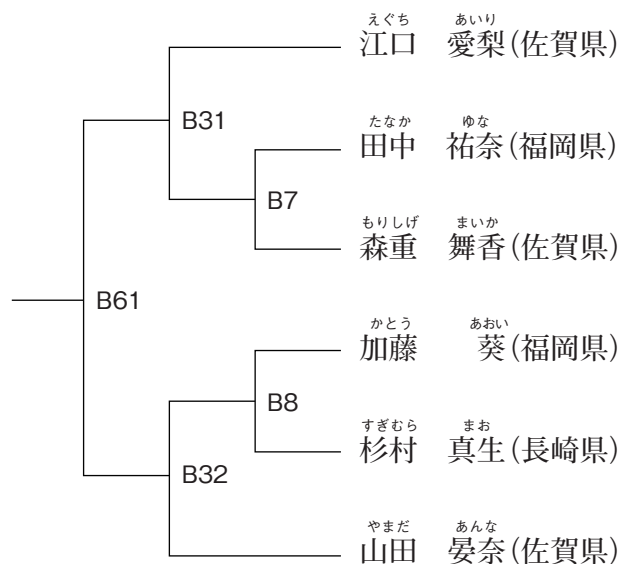 えぐち あいり
江口 愛梨(佐賀県)
B31
たなか ゆな
田中 祐奈(福岡県)
B7
もりしげ まいか
森重 舞香(佐賀県)
B61
かとう あおい
加藤 葵(福岡県)
B8
すぎむら まお
杉村 真生(長崎県)
B32
やまだ あんな
山田 晏奈(佐賀県)